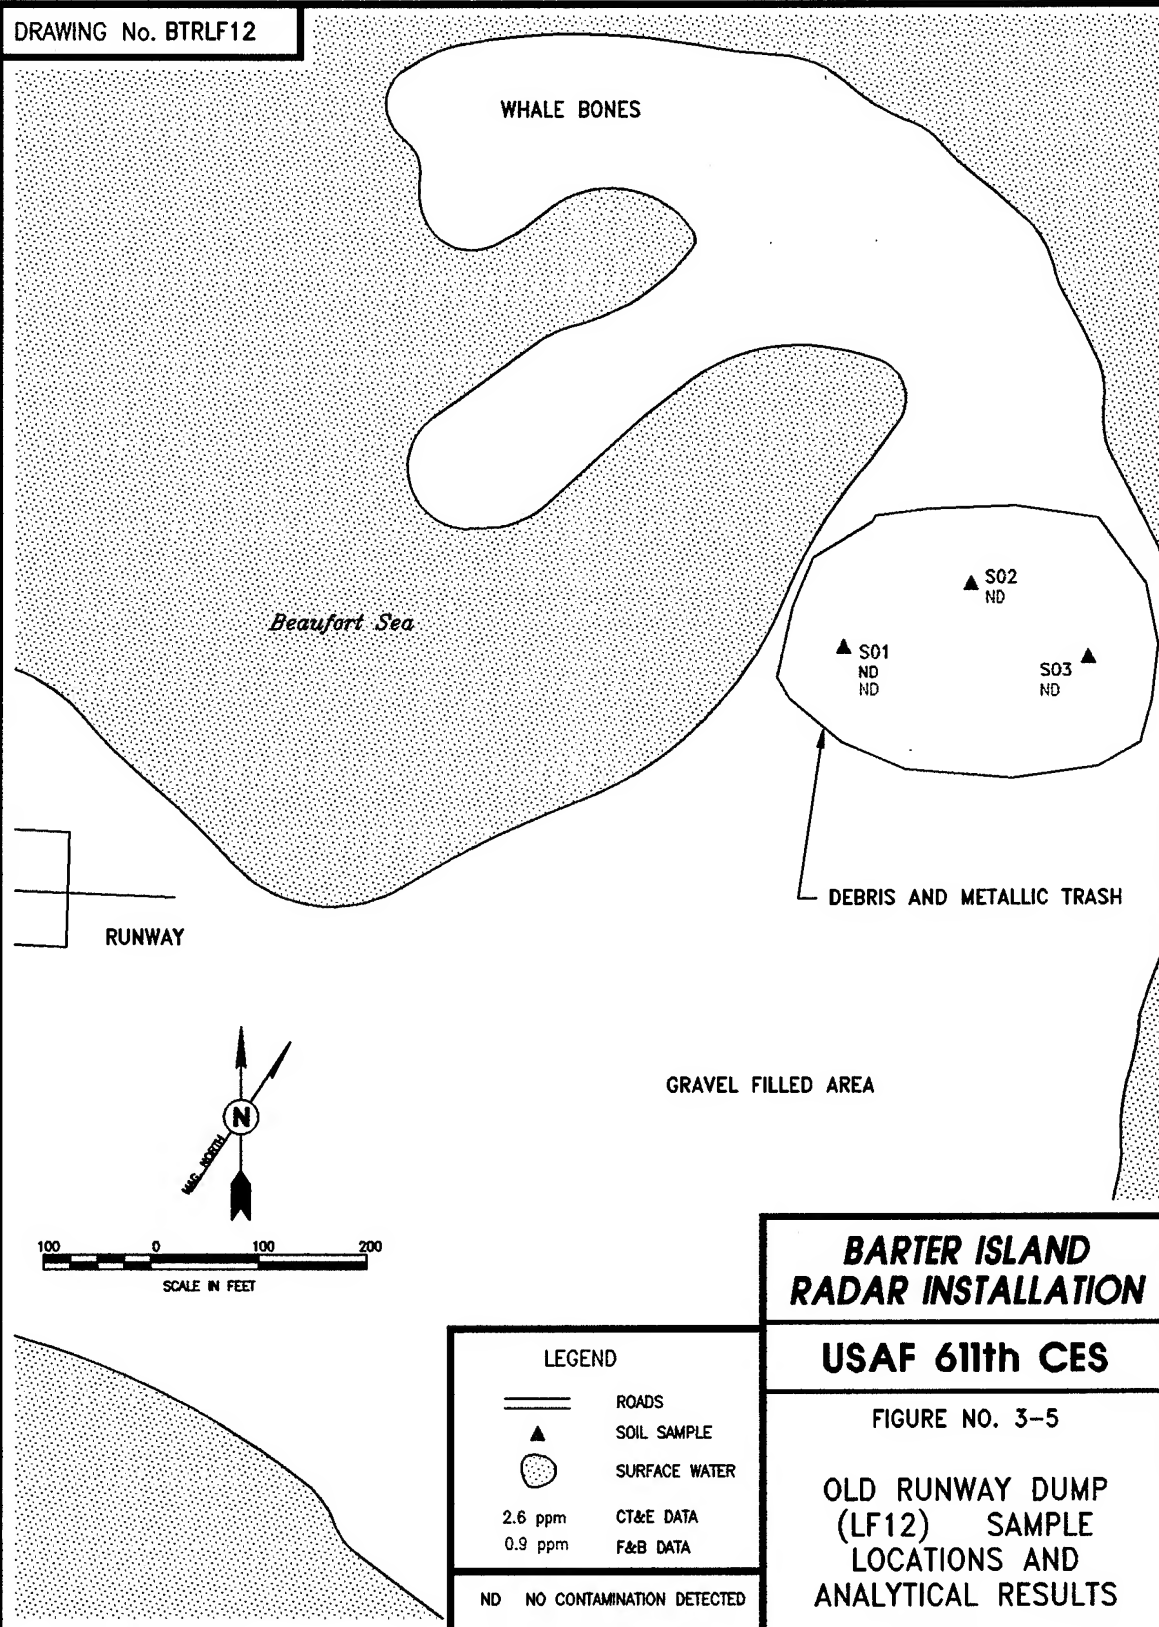 DRAWING No. BTRLF12
WHALE BONES
Beaufort Sea
S02
ND
S01
ND
ND
S03
ND
DEBRIS AND METALLIC TRASH
RUNWAY
GRAVEL FILLED AREA
N
MAG. NORTH
100 0 100 200
SCALE IN FEET
LEGEND
ROADS
SOIL SAMPLE
SURFACE WATER
2.6 ppm CT&E DATA
0.9 ppm F&B DATA
ND NO CONTAMINATION DETECTED
BARTER ISLAND
RADAR INSTALLATION
USAF 611th CES
FIGURE NO. 3-5
OLD RUNWAY DUMP
(LF12) SAMPLE
LOCATIONS AND
ANALYTICAL RESULTS